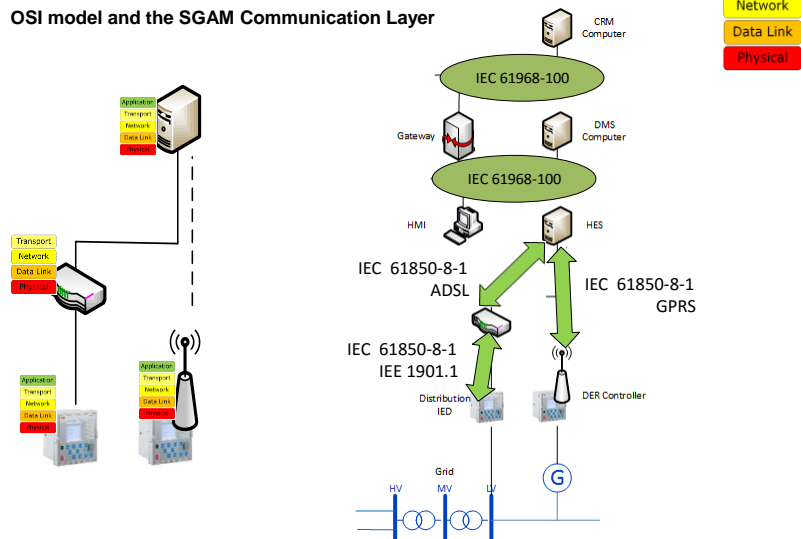 OSI model and the SGAM Communication Layer
Network
Data Link
Physical
CRM
Computer
IEC 61968-100
Gateway
DMS
Computer
IEC 61968-100
HMI
HES
IEC 61850-8-1
ADSL
IEC 61850-8-1
GPRS
IEC 61850-8-1
IEE 1901.1
Distribution
IED
DER Controller
Grid
G
HV
MV
LV
Application
Transport
Network
Data Link
Physical
Transport
Network
Data Link
Physical
Application
Transport
Network
Data Link
Physical
Application
Transport
Network
Data Link
Physical